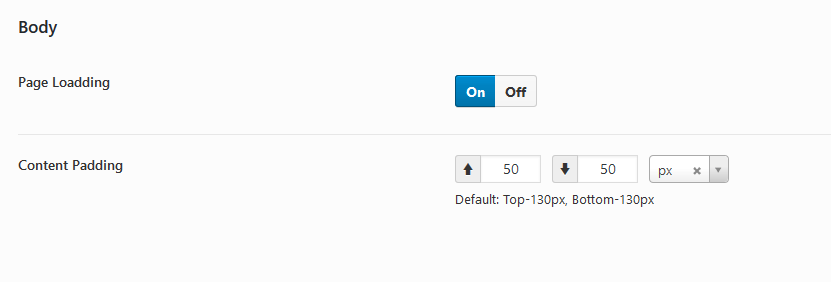 Body
Page Loadding
On Off
Content Padding
50 50 px
Default: Top-130px, Bottom-130px